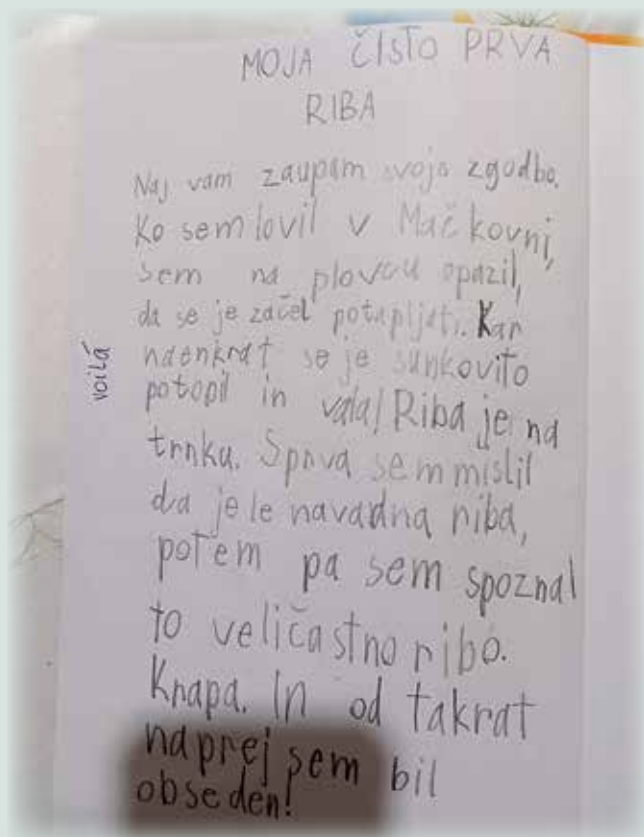 MOJA ČISTO PRVA
RIBA
Naj vam zaupam svojo zgodbo.
Ko sem lovil v Mačkovni,
sem na plovcu opazil,
da se je začel potapljati. Kar
naenkrat se je sunkovito
potopil in vala! Riba je na
trnku. Sprva sem mislil
da je le navadna riba,
potem pa sem spoznal
to veličastno ribo.
Krapa. In od takrat
naprej sem bil
obseden!
voilá